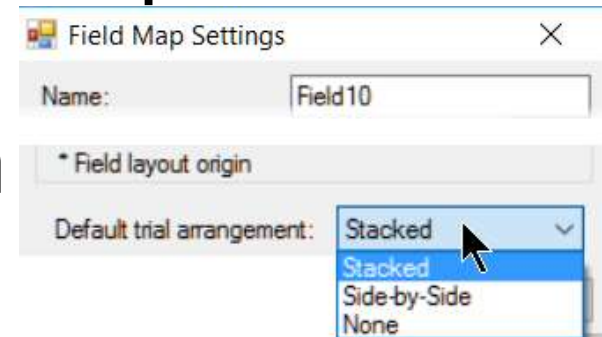 Field Map Settings
Name: Field10
* Field layout origin
Default trial arrangement: Stacked
Stacked
Side-by-Side
None